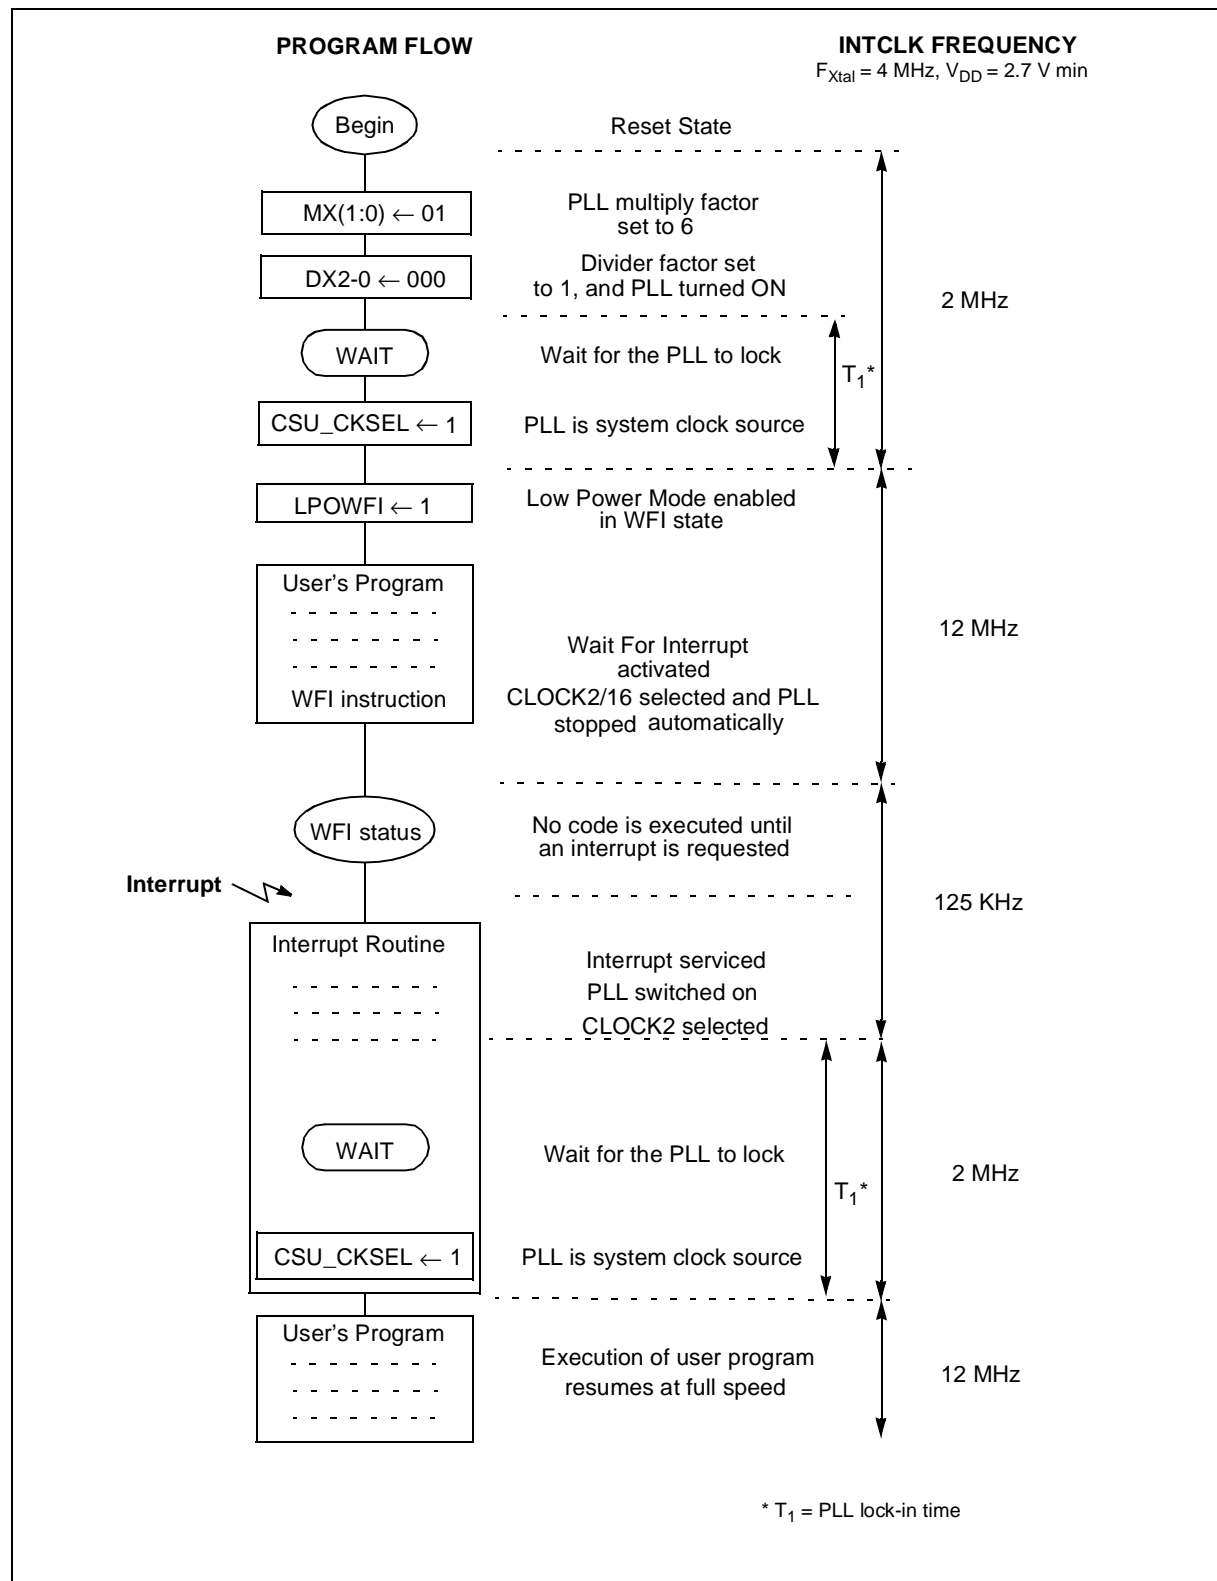 PROGRAM FLOW
INTCLK FREQUENCY
F_Xtal = 4 MHz, V_DD = 2.7 V min
Begin
Reset State
MX(1:0) ← 01
PLL multiply factor
set to 6
DX2-0 ← 000
Divider factor set
to 1, and PLL turned ON
2 MHz
WAIT
Wait for the PLL to lock
T_1*
CSU_CKSEL ← 1
PLL is system clock source
LPOWFI ← 1
Low Power Mode enabled
in WFI state
User's Program
WFI instruction
Wait For Interrupt
activated
CLOCK2/16 selected and PLL
stopped automatically
12 MHz
WFI status
No code is executed until
an interrupt is requested
Interrupt
125 KHz
Interrupt Routine
Interrupt serviced
PLL switched on
CLOCK2 selected
WAIT
Wait for the PLL to lock
T_1*
2 MHz
CSU_CKSEL ← 1
PLL is system clock source
User's Program
Execution of user program
resumes at full speed
12 MHz
* T_1 = PLL lock-in time